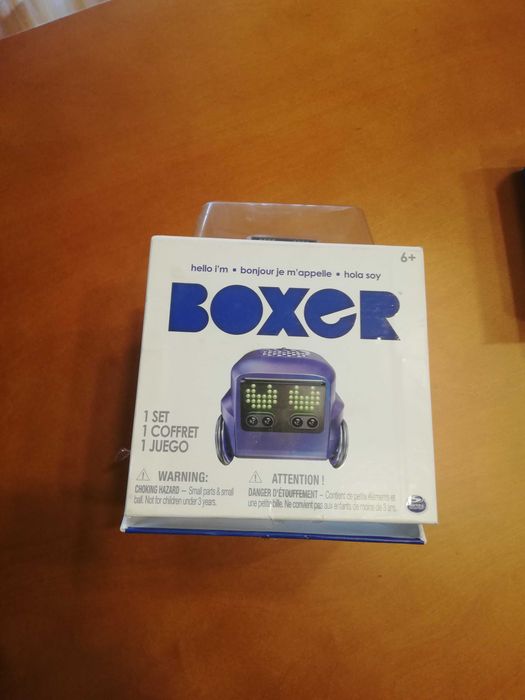 6+
hello i'm • bonjour je m'appelle • hola soy
BOXER
1 SET
1 COFFRET
1 JUEGO
WARNING:
CHOKING HAZARD – Small parts & small
ball. Not for children under 3 years.
ATTENTION !
DANGER D'ÉTOUFFEMENT – Contient de petits éléments et
une petite bille. Ne convient pas aux enfants de moins de 3 ans.